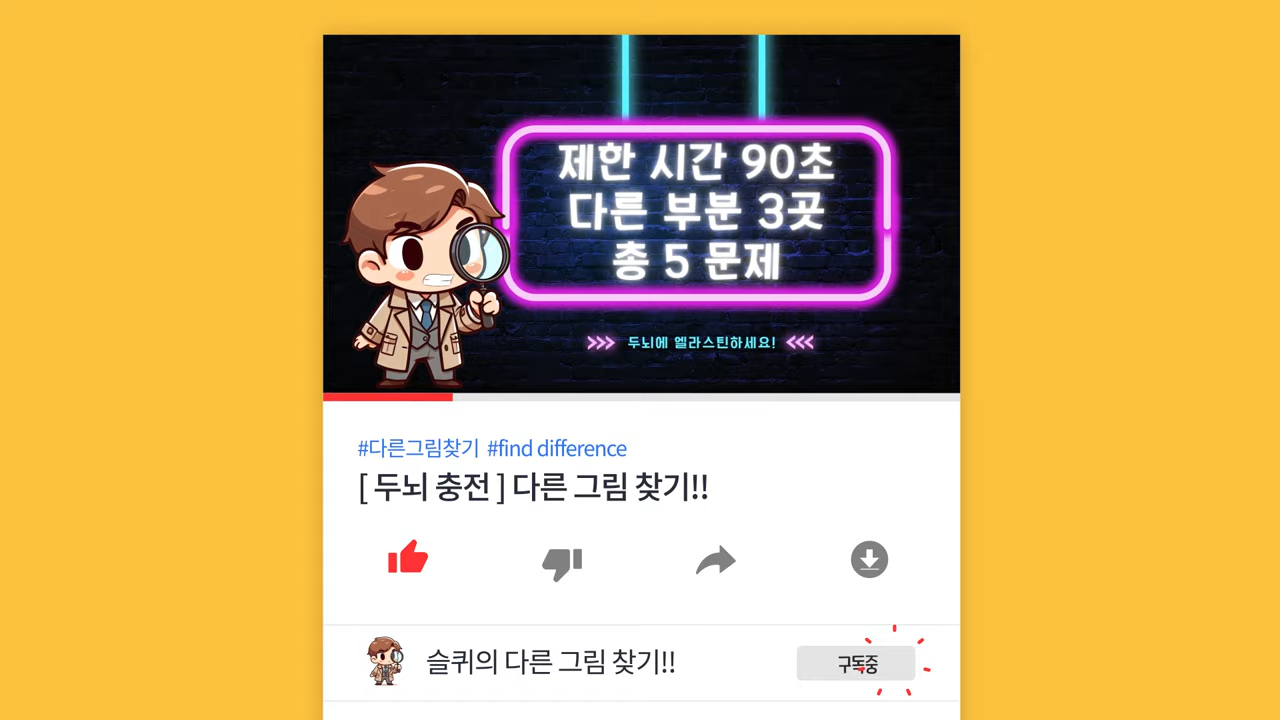 제한 시간 90초
다른 부분 3곳
총 5 문제
>>> 두뇌에 엘라스틴하세요! <<<
#다른그림찾기 #find difference
[ 두뇌 충전 ] 다른 그림 찾기!!
슬퀴의 다른 그림 찾기!!
구독중